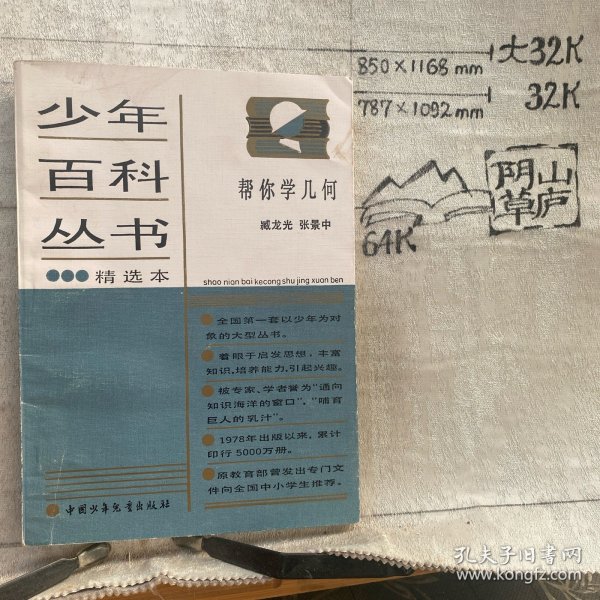 少年
百科
丛书
●●●精选本
帮你学几何
臧龙光 张景中
shao nian bai ke cong shu jing xuan ben
● 全国第一套以少年为对
象的大型丛书。
● 着眼于启发思想，丰富
知识，培养能力，引起兴趣。
● 被专家、学者誉为“通向
知识海洋的窗口”，“哺育
巨人的乳汁”。
● 1978年出版以来，累计
印行 5000万册。
● 原教育部曾发出专门文
件向全国中小学生推荐。
中国少年儿童出版社
850×1168 mm
大32K
787×1092 mm
32K
64K
阴山
草庐
孔夫子旧书网
www.kongfz.com